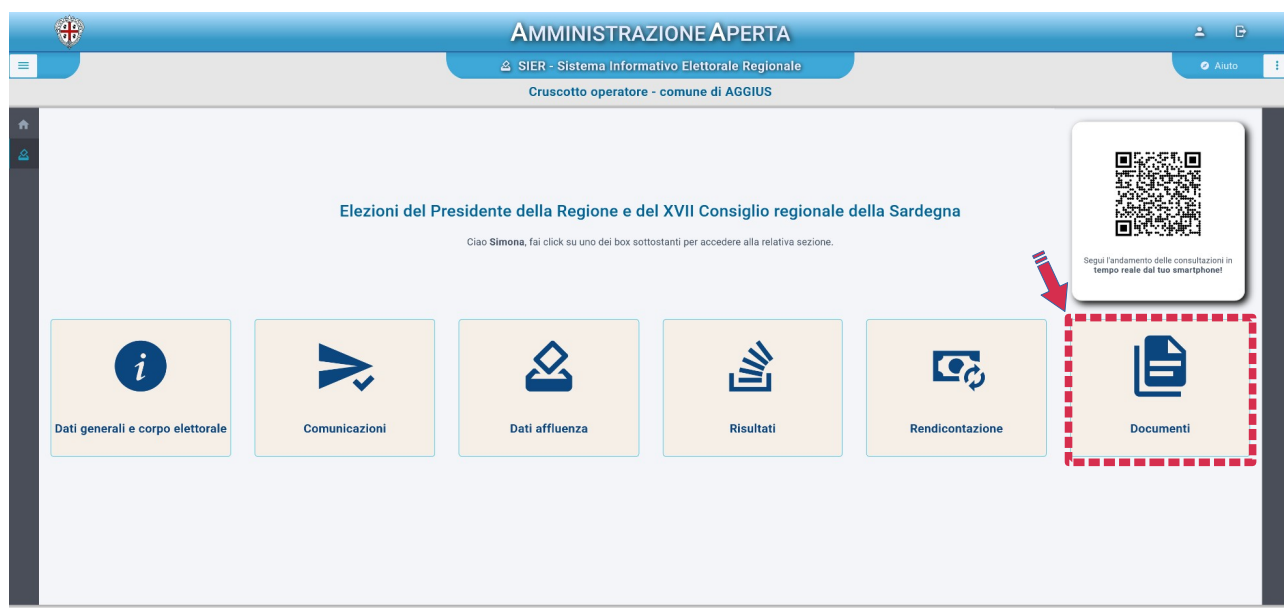 AMMINISTRAZIONE APERTA
SIER - Sistema Informativo Elettorale Regionale
Aiuto
Cruscotto operatore - comune di AGGIUS
Elezioni del Presidente della Regione e del XVII Consiglio regionale della Sardegna
Ciao Simona, fai click su uno dei box sottostanti per accedere alla relativa sezione.
Segui l'andamento delle consultazioni in
tempo reale dal tuo smartphone!
Dati generali e corpo elettorale
Comunicazioni
Dati affluenza
Risultati
Rendicontazione
Documenti